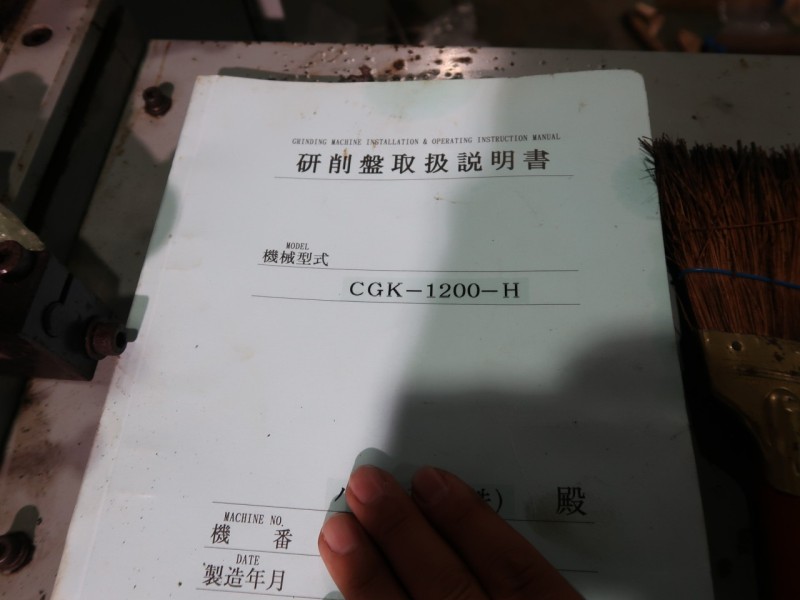 GRINDING MACHINE INSTALLATION & OPERATING INSTRUCTION MANUAL
研削盤取扱説明書
MODEL
機械型式
CGK－1200－H
殿
MACHINE NO.
機 番
DATE
製造年月